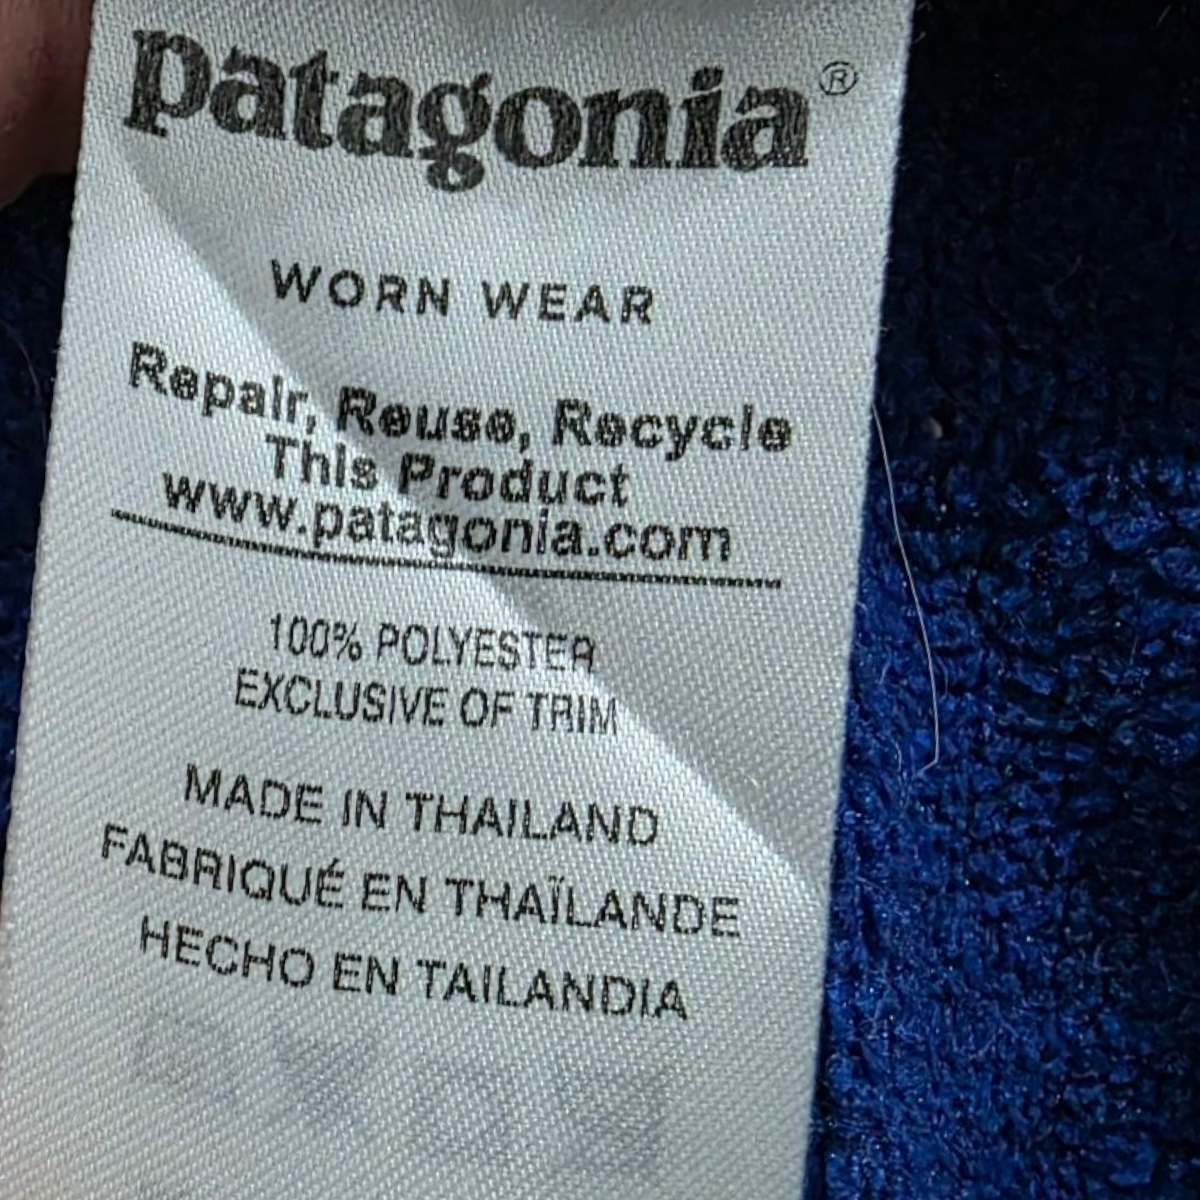 patagonia®
WORN WEAR
Repair, Reuse, Recycle
This Product
www.patagonia.com
100% POLYESTER
EXCLUSIVE OF TRIM
MADE IN THAILAND
FABRIQUÉ EN THAÏLANDE
HECHO EN TAILANDIA